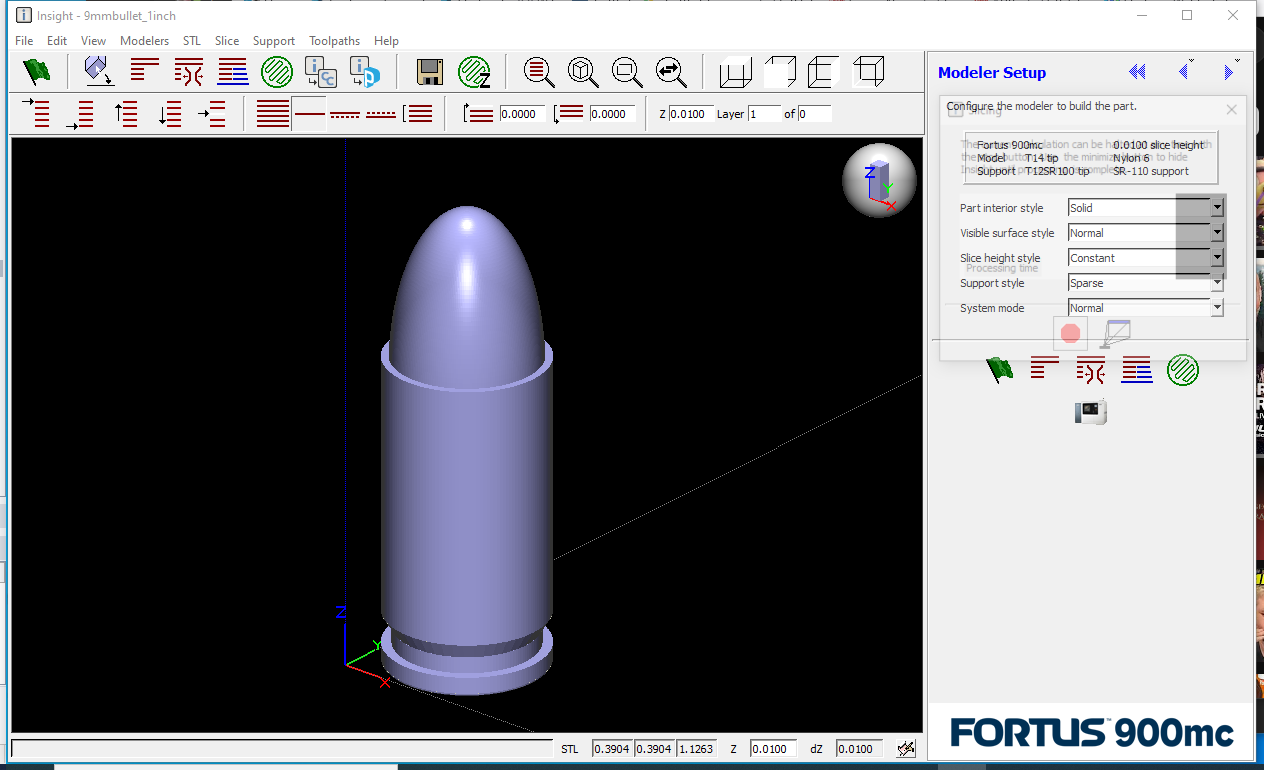 Insight - 9mmbullet_1inch
File Edit View Modelers STL Slice Support Toolpaths Help
Z
0.0000 0.0000 Z 0.0100 Layer 1 of 0
Modeler Setup
Configure the modeler to build the part.
Slicing
Fortus 900mc 0.0100 slice height
Model T14 tip Nylon 6
Support T12SR100 tip SR-110 support
Part interior style Solid
Visible surface style Normal
Slice height style Constant
Processing time
Support style Sparse
System mode Normal
Z
Y
X
Z
Y
X
FORTUS™ 900mc
STL 0.3904 0.3904 1.1263 Z 0.0100 dZ 0.0100